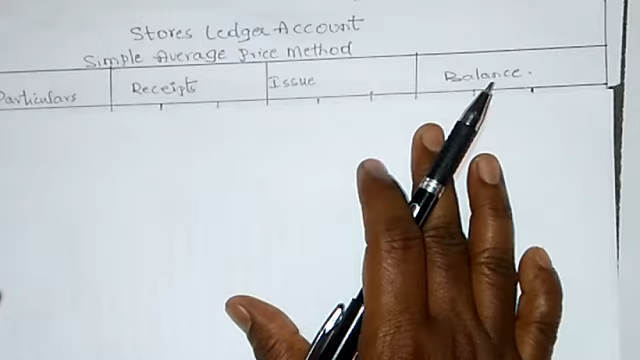 Stores Ledger Account
Simple Average Price Method
Particulars Receipts Issue Balance.